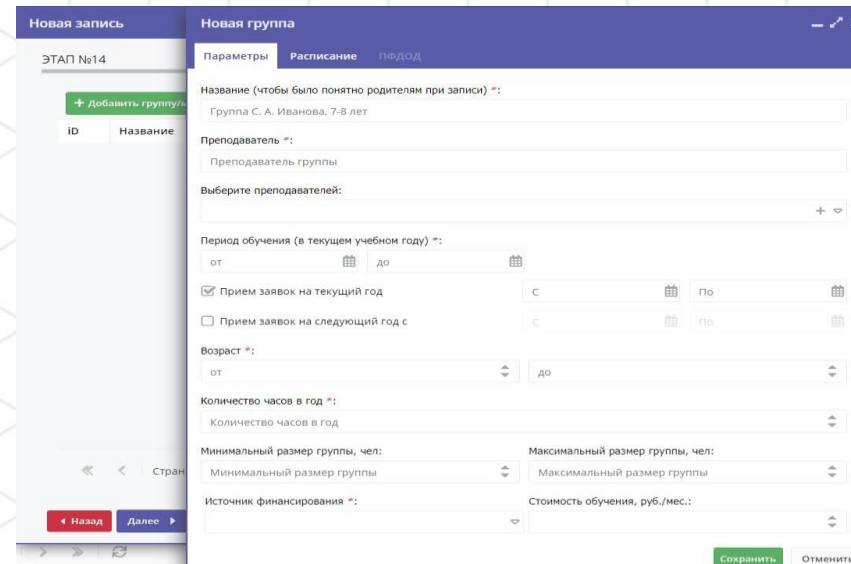 Новая запись
ЭТАП №14
+ Добавить группу/м
iD Название
Стран
Назад Далее
Новая группа
Параметры Расписание ПФДОД
Название (чтобы было понятно родителям при записи) *:
Группа С. А. Иванова, 7-8 лет
Преподаватель *:
Преподаватель группы
Выберите преподавателей:
Период обучения (в текущем учебном году) *:
от до
Прием заявок на текущий год С По
Прием заявок на следующий год с С По
Возраст *:
от до
Количество часов в год *:
Количество часов в год
Минимальный размер группы, чел: Максимальный размер группы, чел:
Минимальный размер группы Максимальный размер группы
Источник финансирования *: Стоимость обучения, руб./мес.:
Сохранить Отменить